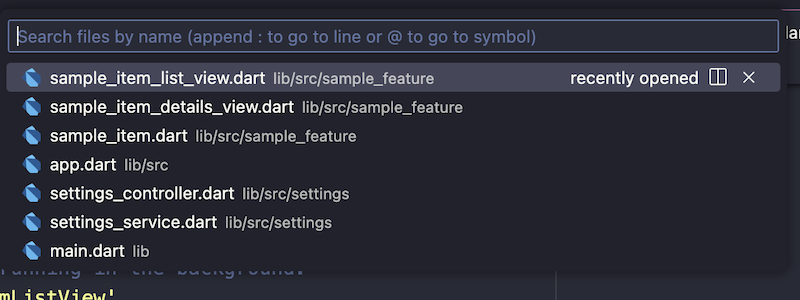 Search files by name (append : to go to line or @ to go to symbol)
sample_item_list_view.dart lib/src/sample_feature recently opened
sample_item_details_view.dart lib/src/sample_feature
sample_item.dart lib/src/sample_feature
app.dart lib/src
settings_controller.dart lib/src/settings
settings_service.dart lib/src/settings
main.dart lib
running in the background.
mListView'